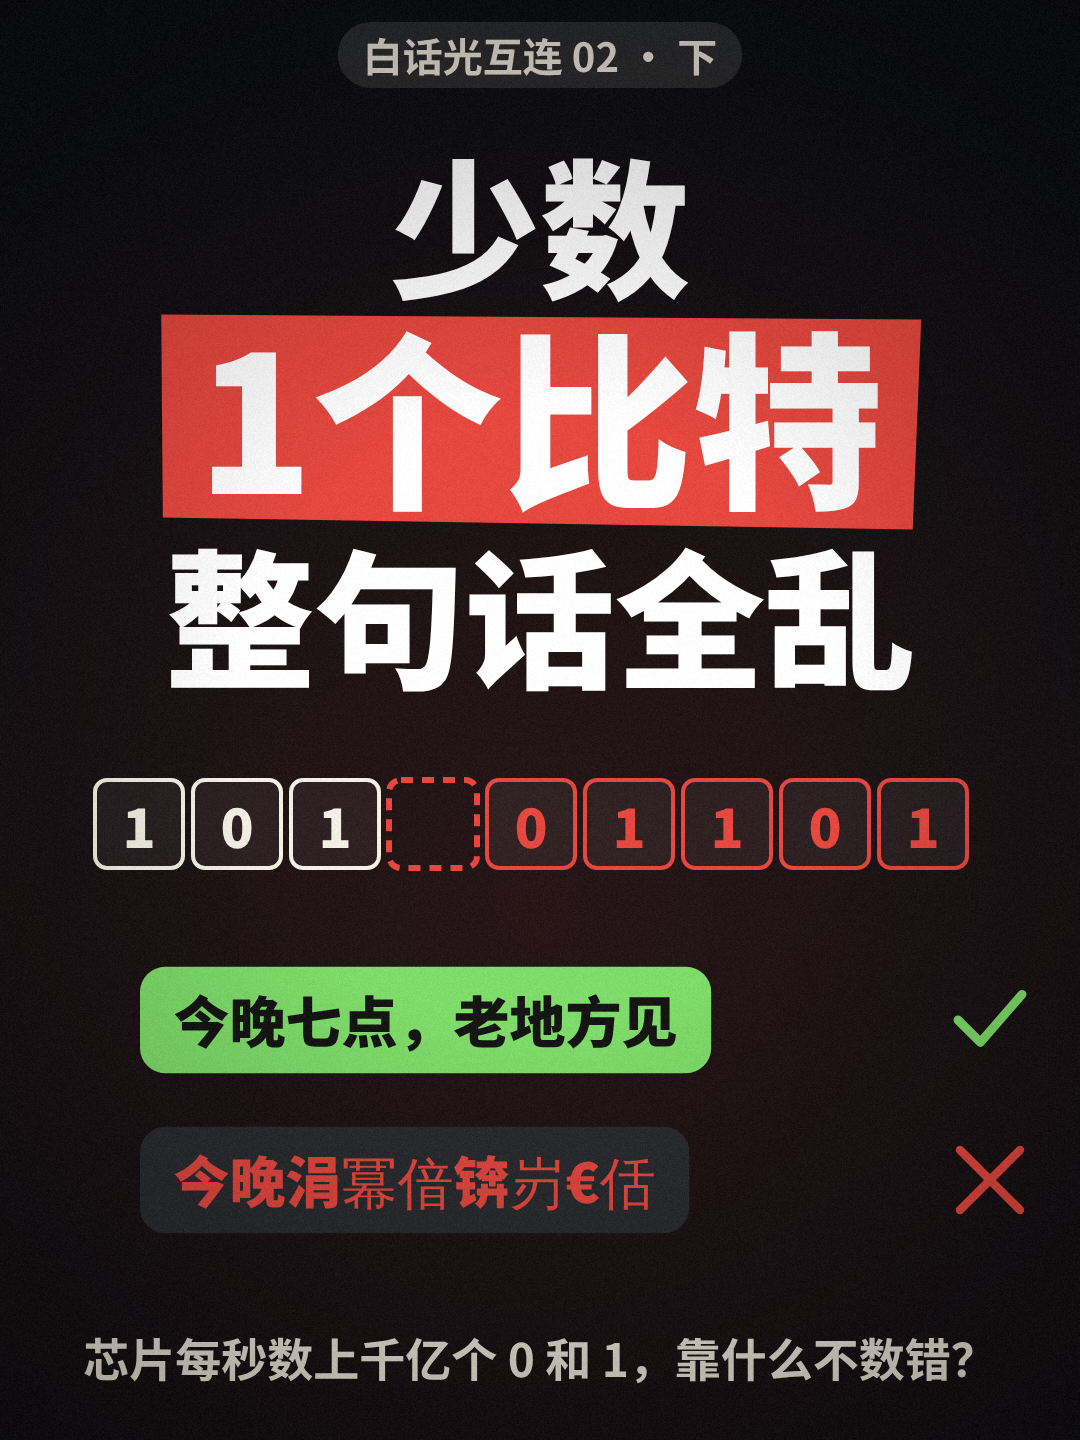 白话光互连 02 · 下
少数
1个比特
整句话全乱
1 0 1 0 1 1 0 1
今晚七点，老地方见
今晚涓冪倍锛岃€佸
芯片每秒数上千亿个 0 和 1，靠什么不数错？